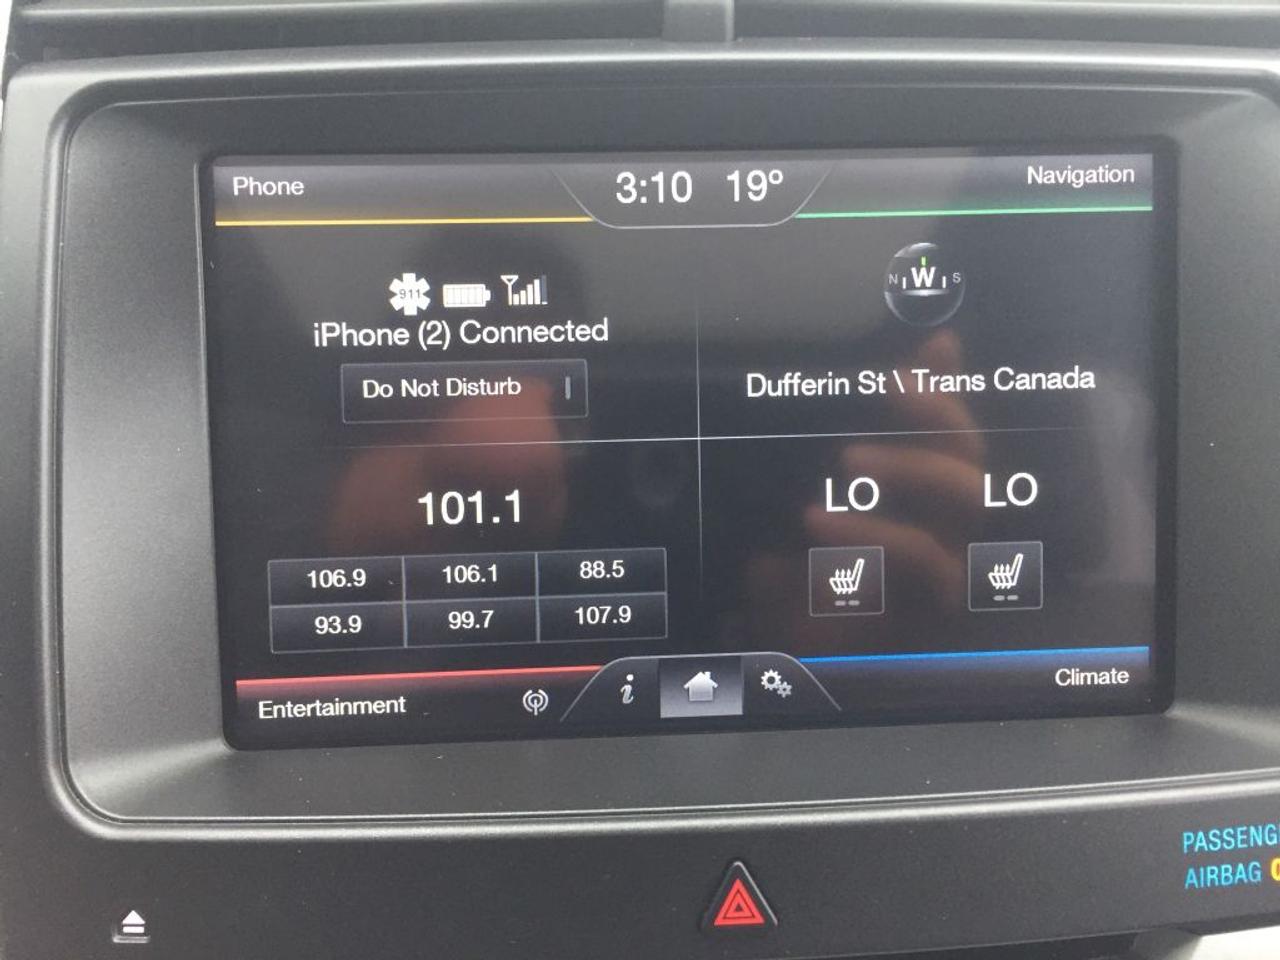 Phone
3:10 19°
Navigation
911
iPhone (2) Connected
Do Not Disturb
N W S
Dufferin St \ Trans Canada
101.1
106.9 106.1 88.5
93.9 99.7 107.9
LO LO
Entertainment
i
Climate
PASSENG
AIRBAG